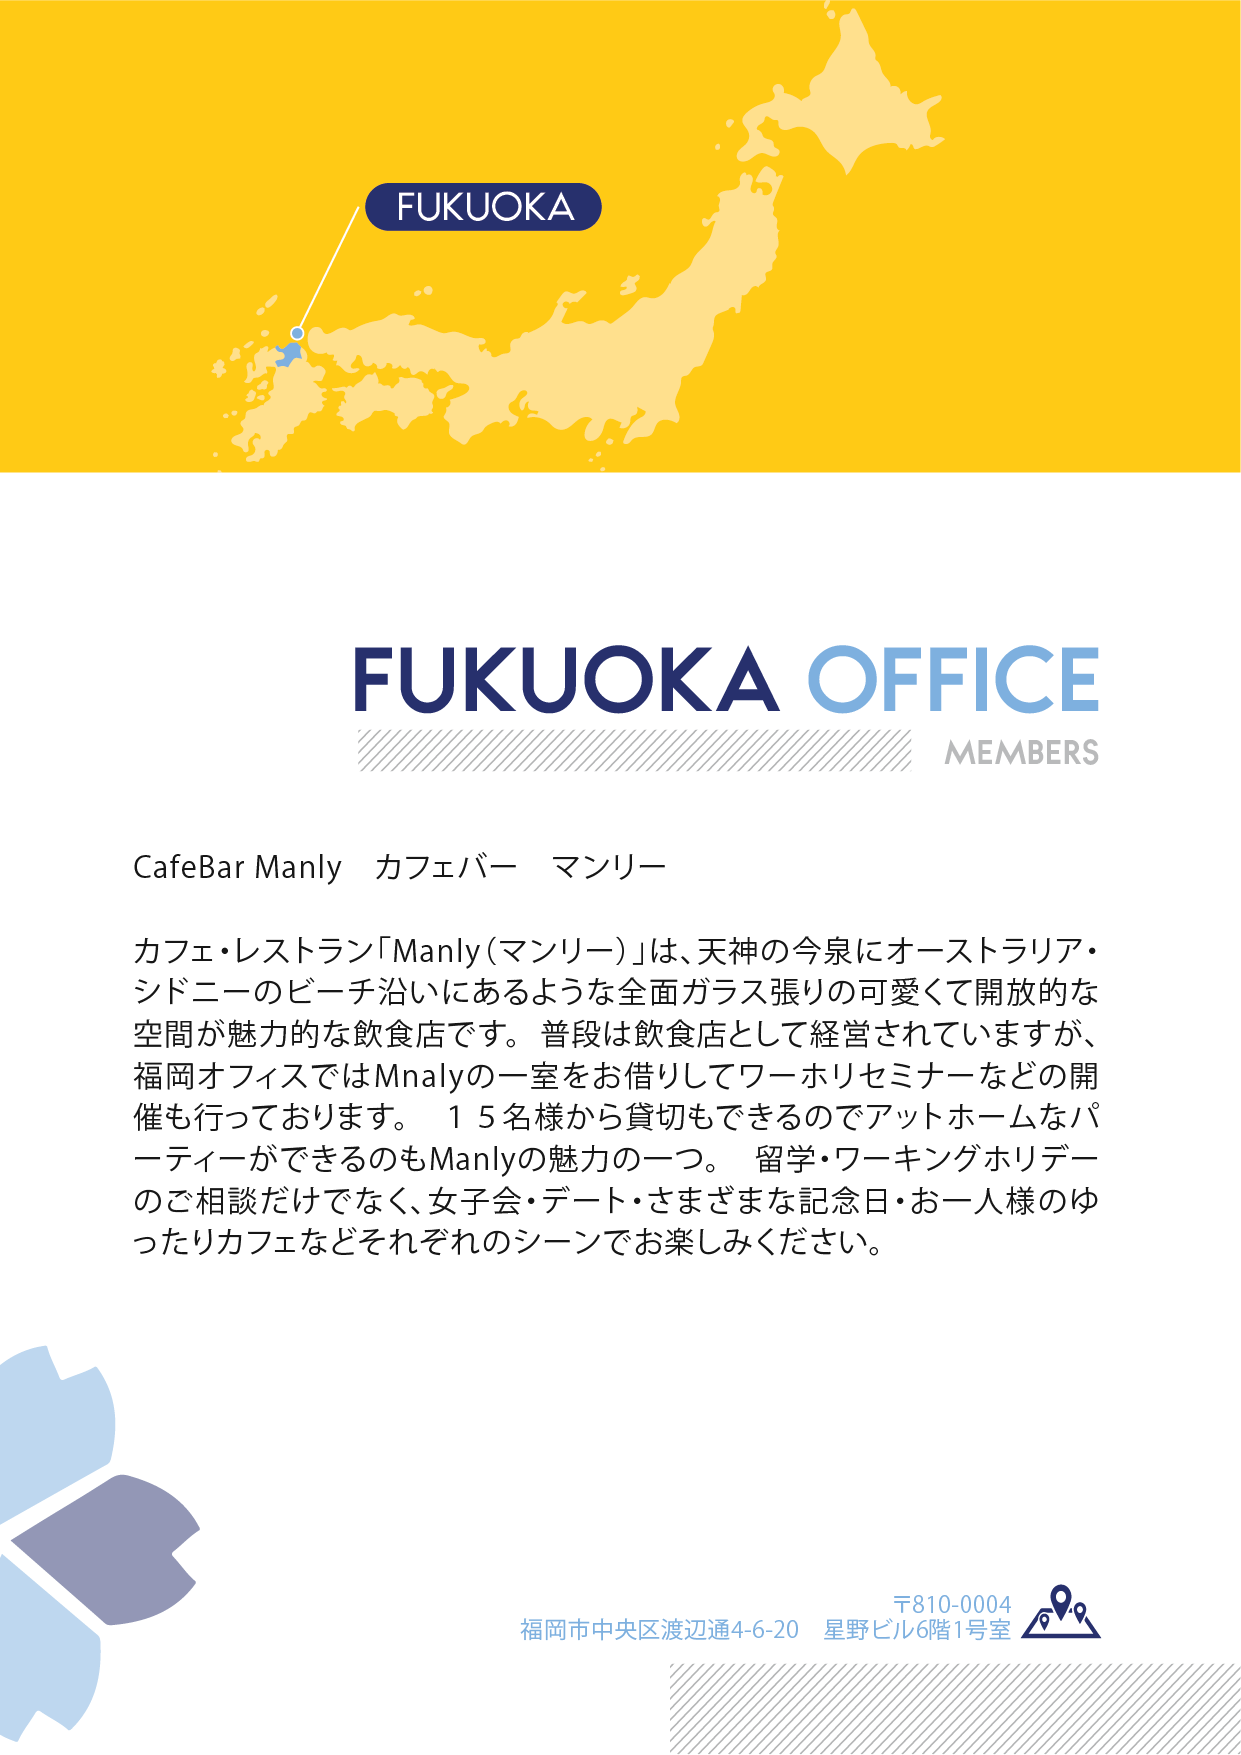 FUKUOKA
FUKUOKA OFFICE
MEMBERS
CafeBar Manly　カフェバー　マンリー
カフェ・レストラン「Manly（マンリー）」は、天神の今泉にオーストラリア・
シドニーのビーチ沿いにあるような全面ガラス張りの可愛くて開放的な
空間が魅力的な飲食店です。 普段は飲食店として経営されていますが、
福岡オフィスではMnalyの一室をお借りしてワーホリセミナーなどの開
催も行っております。　１５名様から貸切もできるのでアットホームなパ
ーティーができるのもManlyの魅力の一つ。　留学・ワーキングホリデー
のご相談だけでなく、女子会・デート・さまざまな記念日・お一人様のゆ
ったりカフェなどそれぞれのシーンでお楽しみください。
〒810-0004
福岡市中央区渡辺通4-6-20　星野ビル6階1号室